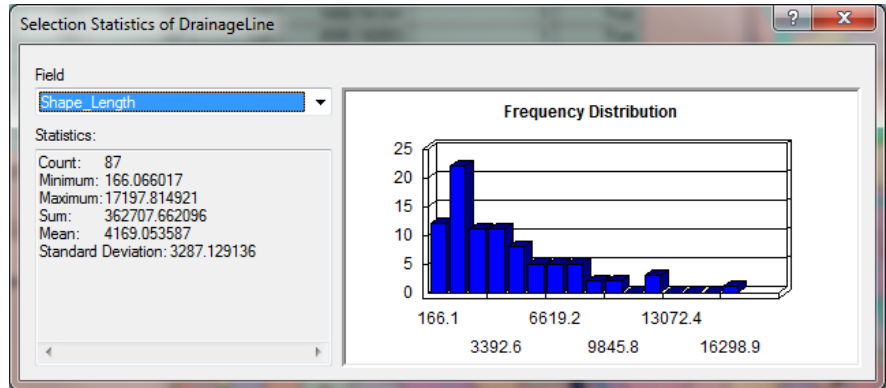 Selection Statistics of DrainageLine
?
X
Field
Shape_Length
Statistics:
Count: 87
Minimum: 166.066017
Maximum: 17197.814921
Sum: 362707.662096
Mean: 4169.053587
Standard Deviation: 3287.129136
Frequency Distribution
25
20
15
10
5
0
166.1 6619.2 13072.4
3392.6 9845.8 16298.9